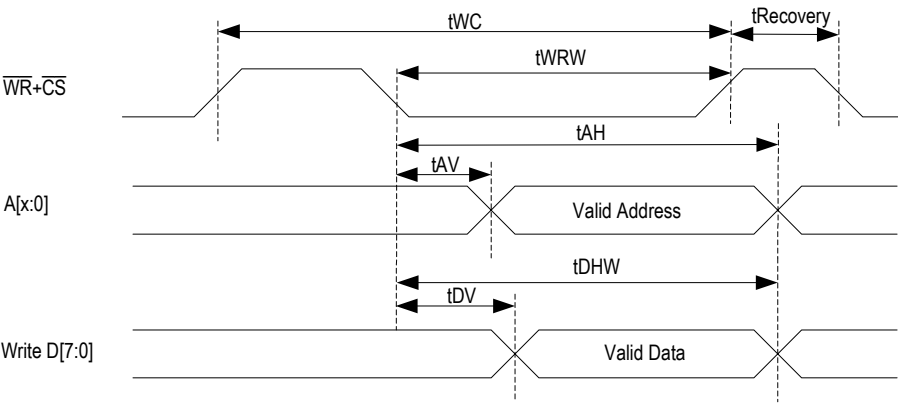 tWC
tRecovery
tWRW
WR+CS
tAH
tAV
A[x:0]
Valid Address
tDHW
tDV
Write D[7:0]
Valid Data